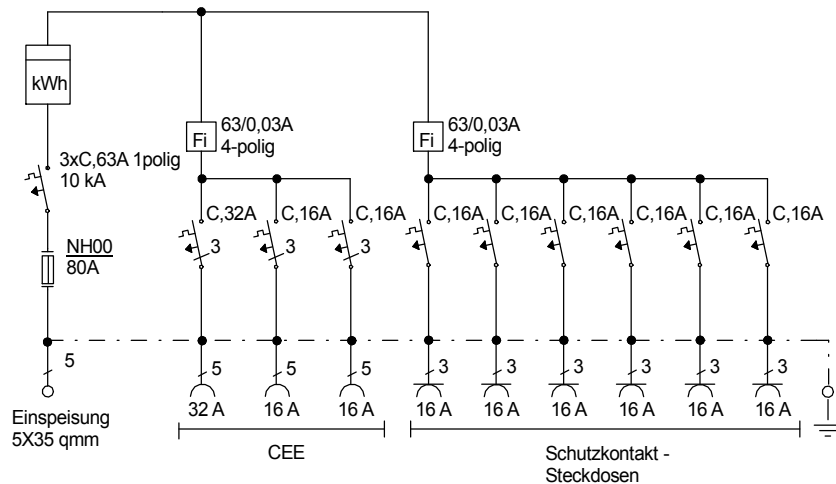 kWh
Fi
63/0,03A
4-polig
Fi
63/0,03A
4-polig
3xC,63A 1polig
10 kA
C,32A
C,16A
C,16A
C,16A
C,16A
C,16A
C,16A
C,16A
C,16A
3
3
3
NH00
80A
5
5
5
5
3
3
3
3
3
3
32 A
16 A
16 A
16 A
16 A
16 A
16 A
16 A
16 A
Einspeisung
5X35 qmm
CEE
Schutzkontakt -
Steckdosen